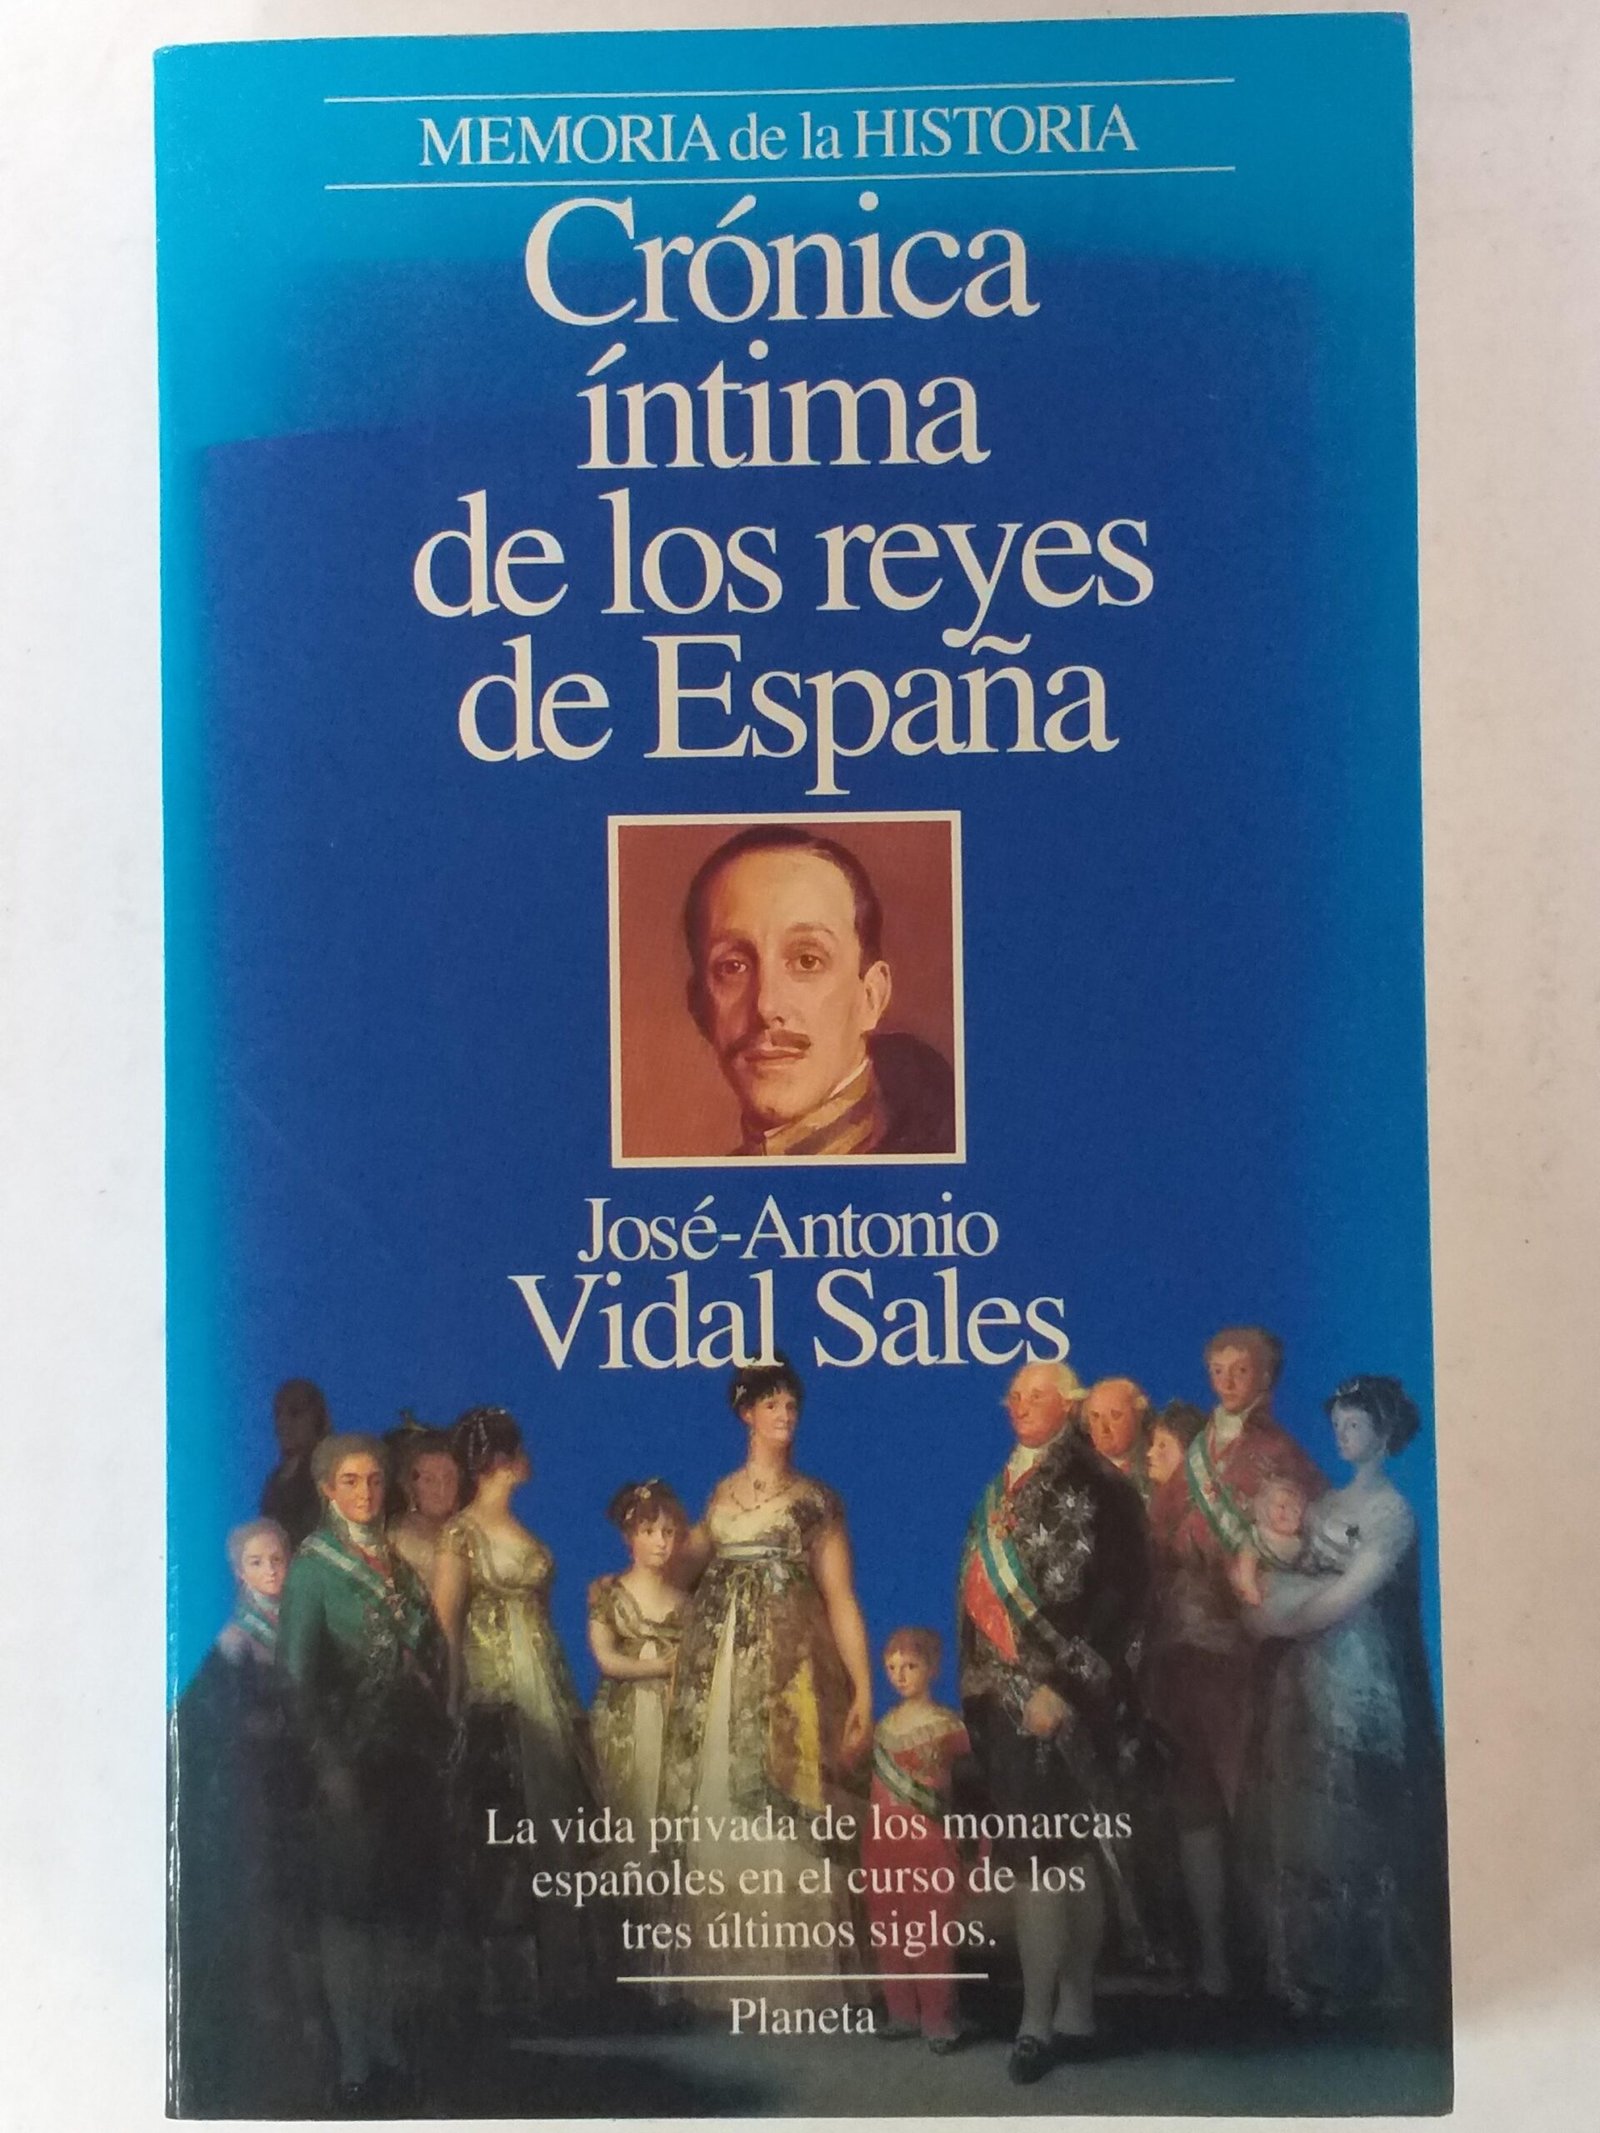 MEMORIA de la HISTORIA
Crónica
íntima
de los reyes
de España
José-Antonio
Vidal Sales
La vida privada de los monarcas
españoles en el curso de los
tres últimos siglos.
Planeta